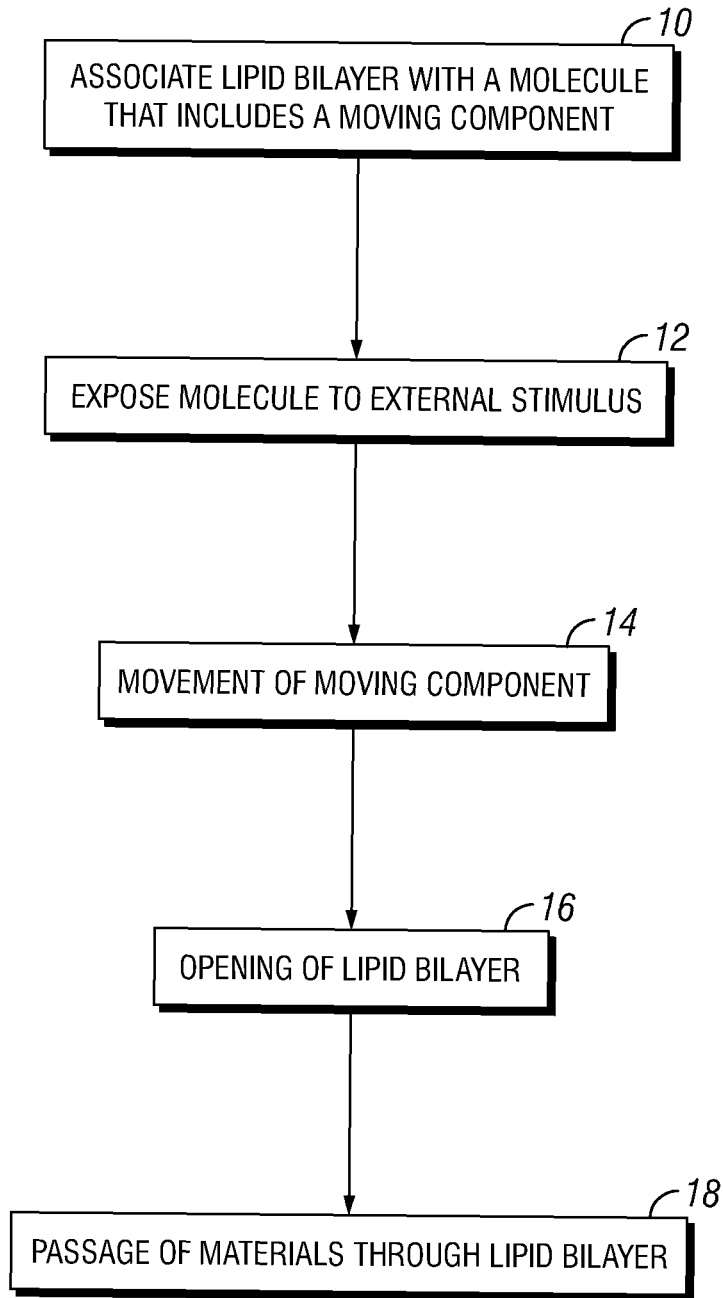 10
ASSOCIATE LIPID BILAYER WITH A MOLECULE
THAT INCLUDES A MOVING COMPONENT
12
EXPOSE MOLECULE TO EXTERNAL STIMULUS
14
MOVEMENT OF MOVING COMPONENT
16
OPENING OF LIPID BILAYER
18
PASSAGE OF MATERIALS THROUGH LIPID BILAYER